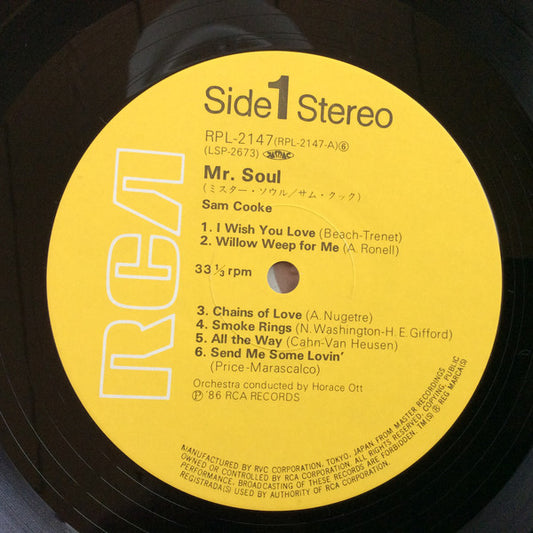 Side 1 Stereo
RPL-2147 (RPL-2147-A) ⑥
(LSP-2673) JASRAC
Mr. Soul
(ミスター・ソウル/サム・クック)
Sam Cooke
1. I Wish You Love (Beach-Trenet)
2. Willow Weep for Me (A. Ronell)
33 1/3 rpm
3. Chains of Love (A. Nugetre)
4. Smoke Rings (N. Washington-H. E. Gifford)
5. All the Way (Cahn-Van Heusen)
6. Send Me Some Lovin'
(Price-Marascalco)
Orchestra conducted by Horace Ott
Ⓟ '86 RCA RECORDS
RCA
MANUFACTURED BY RVC CORPORATION, TOKYO, JAPAN FROM MASTER RECORDINGS
OWNED OR CONTROLLED BY RCA CORPORATION. ALL RIGHTS RESERVED. COPYING, PUBLIC
PERFORMANCE, BROADCASTING OF THESE RECORDS ARE FORBIDDEN. TM(S) ® REG MARCA(S)
REGISTRADA(S) USED BY AUTHORITY OF RCA CORPORATION.